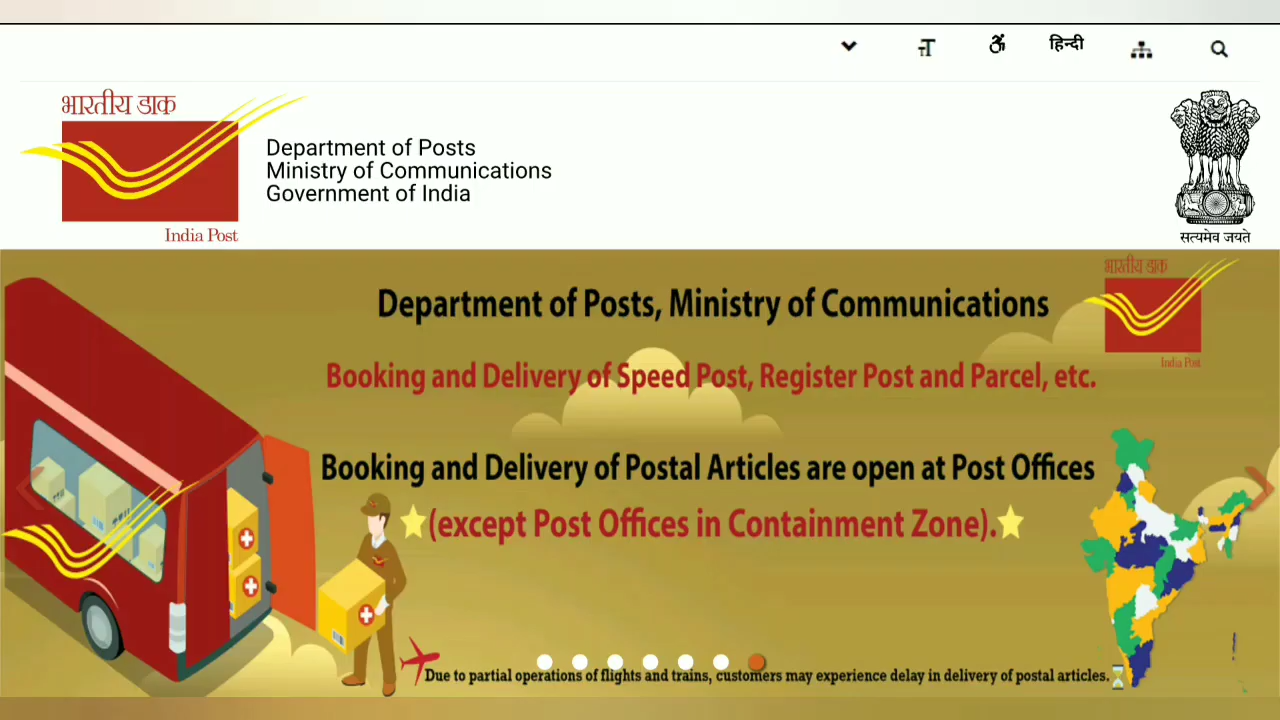 हिन्दी
भारतीय डाक
India Post
Department of Posts
Ministry of Communications
Government of India
सत्यमेव जयते
भारतीय डाक
India Post
Department of Posts, Ministry of Communications
Booking and Delivery of Speed Post, Register Post and Parcel, etc.
Booking and Delivery of Postal Articles are open at Post Offices
(except Post Offices in Containment Zone).
Due to partial operations of flights and trains, customers may experience delay in delivery of postal articles.